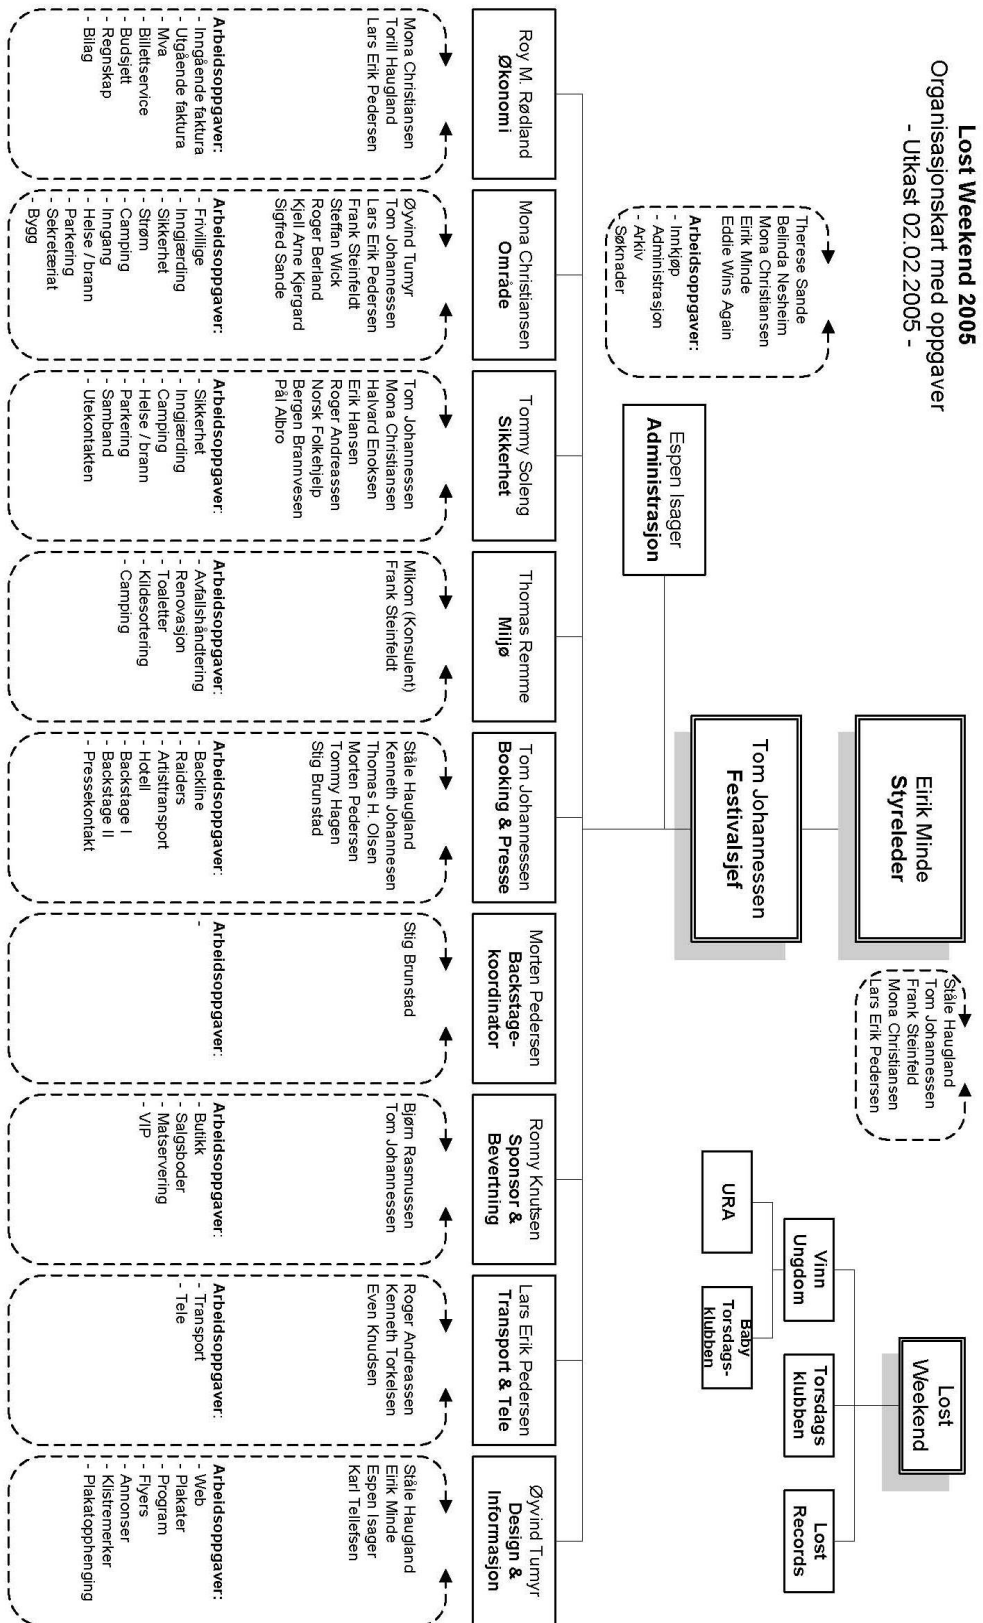 Lost Weekend 2005
Organisasjonskart med oppgaver
- Utkast 02.02.2005 -
Eirik Minde
Styreleder
Ståle Haugland
Tom Johannessen
Frank Steinfeld
Mona Christiansen
Lars Erik Pedersen
Tom Johannessen
Festivalsjef
Lost
Weekend
Vinn
Ungdom
Torsdags
klubben
Lost
Records
URA
Baby
Torsdags-
klubben
Therese Sande
Belinda Nesheim
Mona Christiansen
Eirik Minde
Eddie Wins Again
Arbeidsoppgaver:
- Innkjøp
- Administrasjon
- Arkiv
- Søknader
Espen Isager
Administrasjon
Roy M. Rødland
Økonomi
Mona Christiansen
Torill Haugland
Lars Erik Pedersen
Arbeidsoppgaver:
- Inngående faktura
- Utgående faktura
- Mva
- Billettservice
- Budsjett
- Regnskap
- Bilag
Mona Christiansen
Område
Øyvind Tumyr
Tom Johannessen
Lars Erik Pedersen
Frank Steinfeldt
Steffan Wick
Roger Berland
Kjell Arne Kjergard
Sigfred Sande
Arbeidsoppgaver:
- Frivillige
- Inngjerding
- Sikkerhet
- Strøm
- Camping
- Inngang
- Helse / brann
- Parkering
- Sekretæriat
- Bygg
Tommy Soleng
Sikkerhet
Tom Johannessen
Mona Christiansen
Halvard Enoksen
Erik Hansen
Roger Andreassen
Norsk Folkehjelp
Bergen Brannvesen
Pål Albro
Arbeidsoppgaver:
- Sikkerhet
- Inngjærding
- Camping
- Helse / brann
- Parkering
- Samband
- Utekontakten
Thomas Remme
Miljø
Mikom (Konsulent)
Frank Steinfeldt
Arbeidsoppgaver:
- Avfallshåndtering
- Renovasjon
- Toaletter
- Kildesortering
- Camping
Tom Johannessen
Booking & Presse
Ståle Haugland
Kenneth Johannesen
Thomas H. Olsen
Morten Pedersen
Tommy Hagen
Stig Brunstad
Arbeidsoppgaver:
- Backline
- Raiders
- Artisttransport
- Hotell
- Backstage I
- Backstage II
- Pressekontakt
Morten Pedersen
Backstage-
koordinator
Stig Brunstad
Arbeidsoppgaver:
-
Ronny Knutsen
Sponsor &
Bevertning
Bjørn Rasmussen
Tom Johannessen
Arbeidsoppgaver:
- Butikk
- Salgsboder
- Matservering
- VIP
Lars Erik Pedersen
Transport & Tele
Roger Andreassen
Kenneth Torkelsen
Even Knudsen
Arbeidsoppgaver:
- Transport
- Tele
Øyvind Tumyr
Design &
Informasjon
Ståle Haugland
Eirik Minde
Espen Isager
Karl Tellefsen
Arbeidsoppgaver:
- Web
- Plakater
- Program
- Flyers
- Annonser
- Klistremerker
- Plakatopphenging